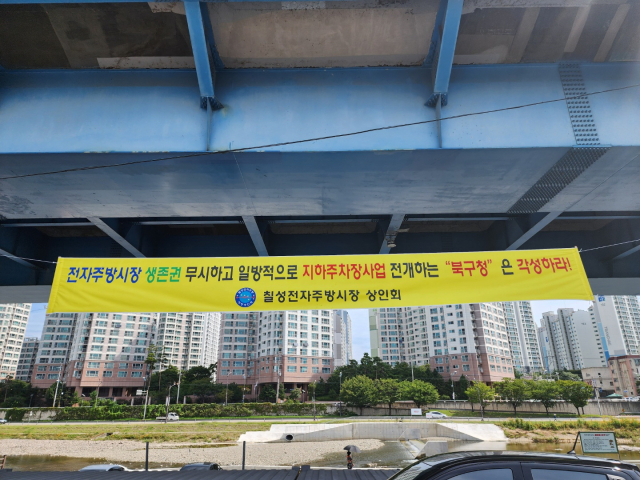 전자주방시장 생존권 무시하고 일방적으로 지하주차장사업 전개하는 "북구청" 은 각성하라!
칠성전자주방시장 상인회